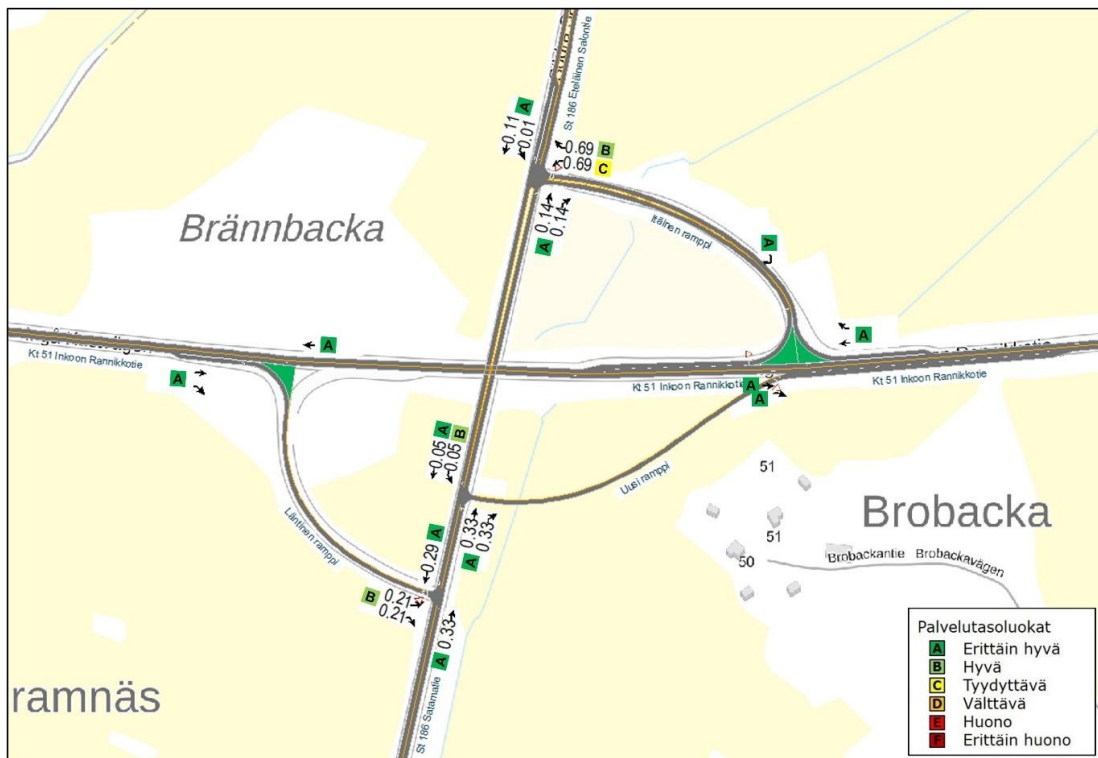 St 186 Eteläinen Salontie
A
0.11
0.01
0.69 B
0.69 C
Brännbacka
0.14
0.14
A
Itäinen ramppi
A
A
A
Kt 51 Inkoon Rannikkotie
A
Kt 51 Inkoon Rannikkotie
Kt 51 Inkoon Rannikkotie
A
A
A
B
0.05
0.05
Uusi ramppi
51
51
50
Brobacka
Brobackantie Brobackavägen
Läntinen ramppi
A
0.29
0.33
0.33
A
B
0.21
0.21
0.33
A
St 186 Satamatie
ramnäs
Palvelutasoluokat
A Erittäin hyvä
B Hyvä
C Tyydyttävä
D Välttävä
E Huono
F Erittäin huono